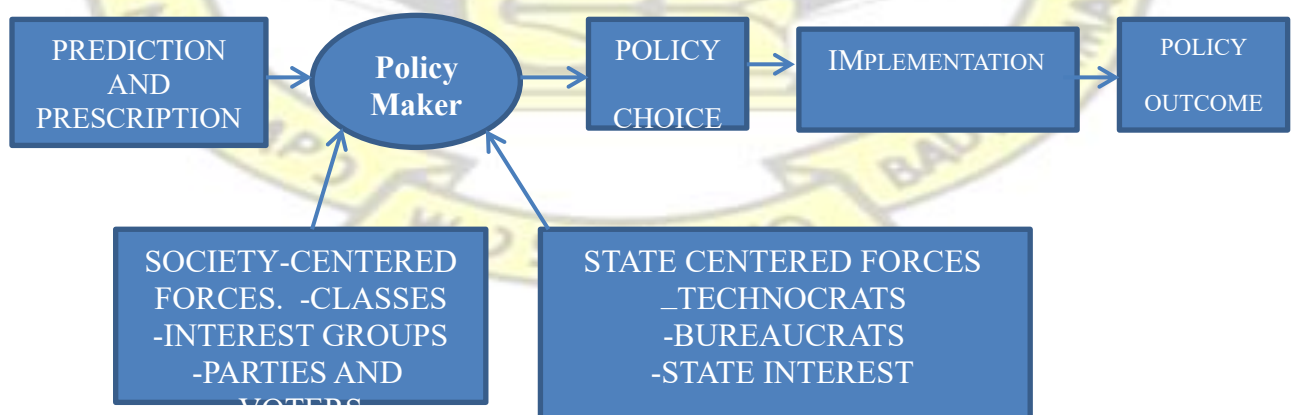 PREDICTION
AND
PRESCRIPTION
Policy
Maker
POLICY
CHOICE
IMPLEMENTATION
POLICY
OUTCOME
SOCIETY-CENTERED
FORCES. -CLASSES
-INTEREST GROUPS
-PARTIES AND
VOTERS
STATE CENTERED FORCES
_TECHNOCRATS
-BUREAUCRATS
-STATE INTEREST